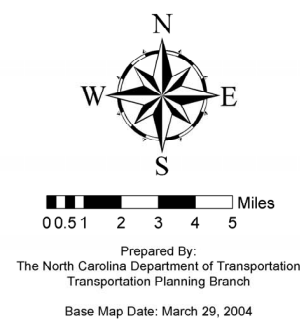 N
W E
S
Miles
0 0.5 1 2 3 4 5
Prepared By:
The North Carolina Department of Transportation
Transportation Planning Branch
Base Map Date: March 29, 2004